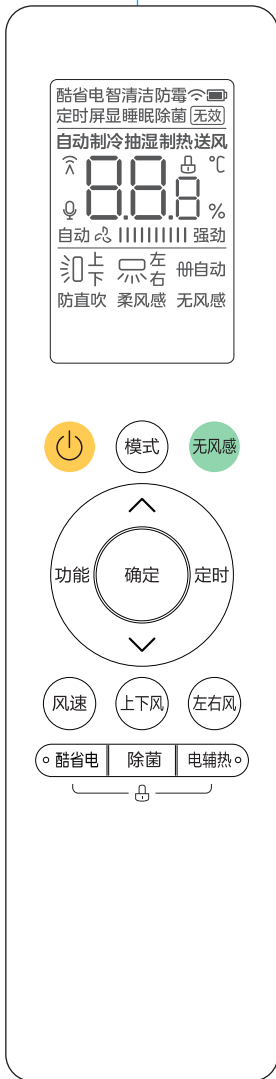 酷省电智清洁防霉
定时屏显睡眠除菌 无效
自动制冷抽湿制热送风
88.8 ℃
%
自动 强劲
上下 左右 自动
防直吹 柔风感 无风感
模式 无风感
功能 确定 定时
风速 上下风 左右风
酷省电 除菌 电辅热